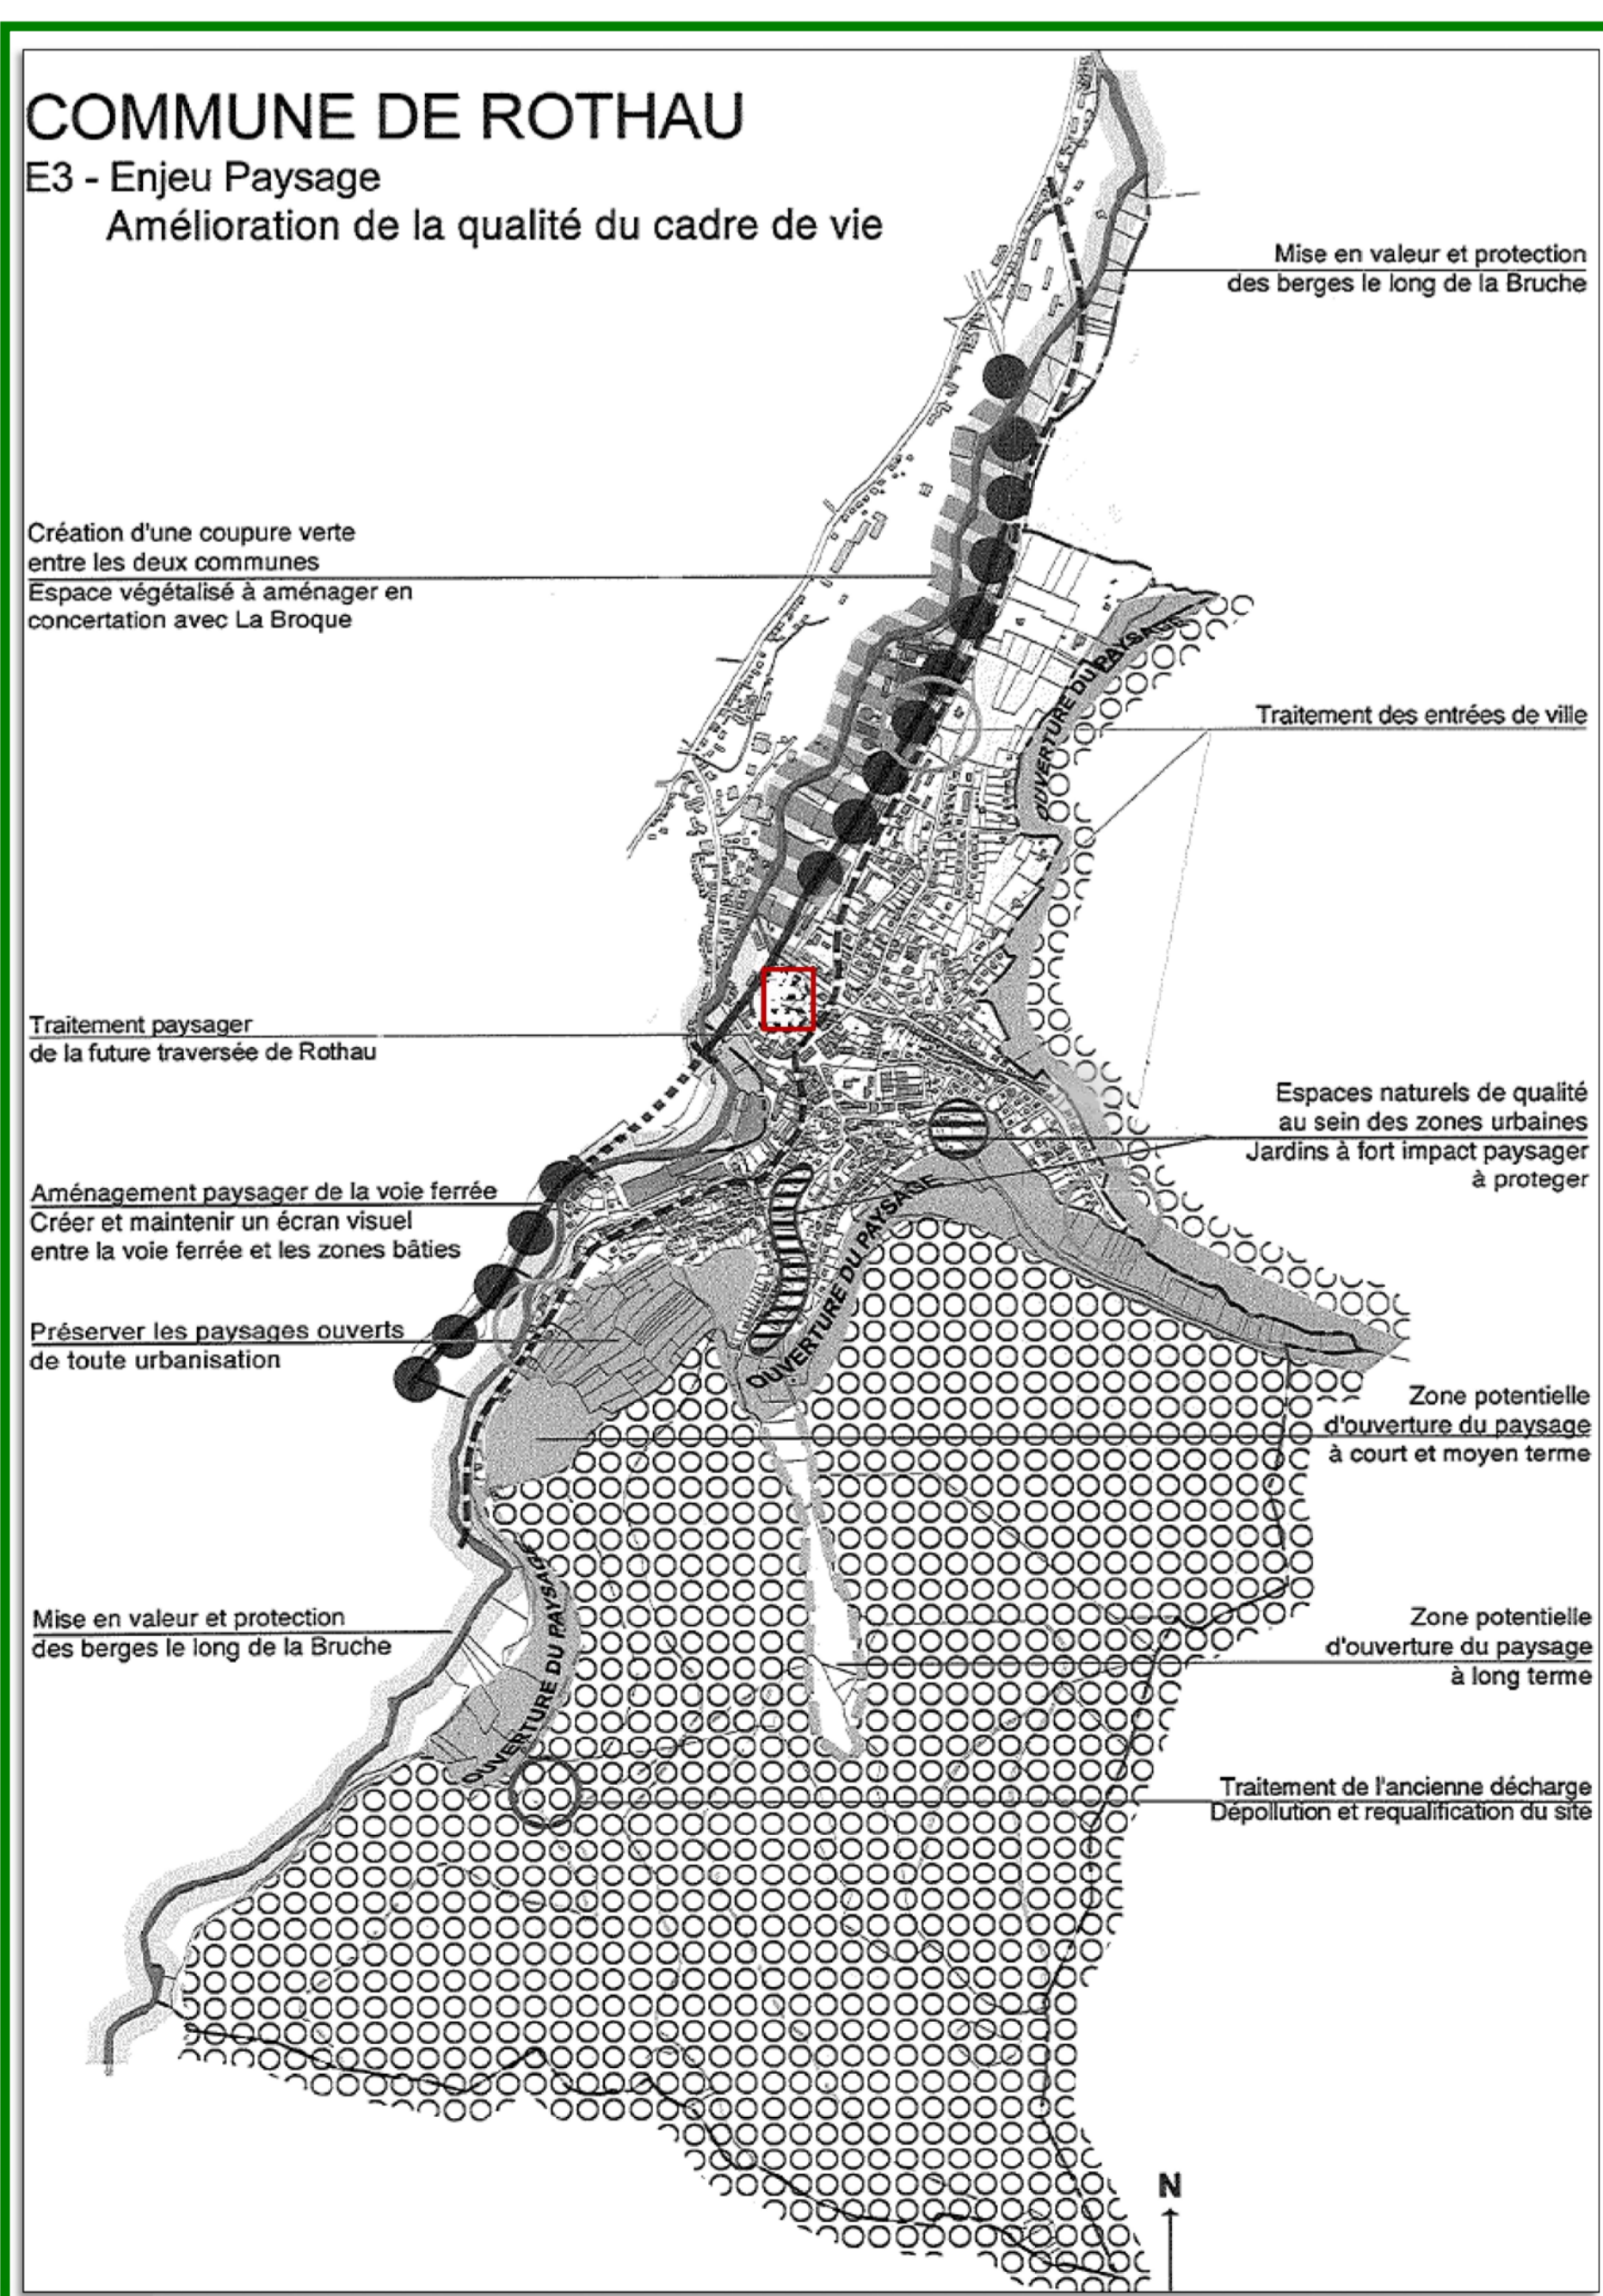 COMMUNE DE ROTHAU
E3 - Enjeu Paysage
Amélioration de la qualité du cadre de vie
Mise en valeur et protection
des berges le long de la Bruche
Création d'une coupure verte
entre les deux communes
Espace végétalisé à aménager en
concertation avec La Broque
OUVERTURE DU PAYSAGE
Traitement des entrées de ville
Traitement paysager
de la future traversée de Rothau
Espaces naturels de qualité
au sein des zones urbaines
Jardins à fort impact paysager
à proteger
Aménagement paysager de la voie ferrée
Créer et maintenir un écran visuel
entre la voie ferrée et les zones bâties
OUVERTURE DU PAYSAGE
Préserver les paysages ouverts
de toute urbanisation
Zone potentielle
d'ouverture du paysage
à court et moyen terme
OUVERTURE DU PAYSAGE
Mise en valeur et protection
des berges le long de la Bruche
Zone potentielle
d'ouverture du paysage
à long terme
Traitement de l'ancienne décharge
Dépollution et requalification du site
N